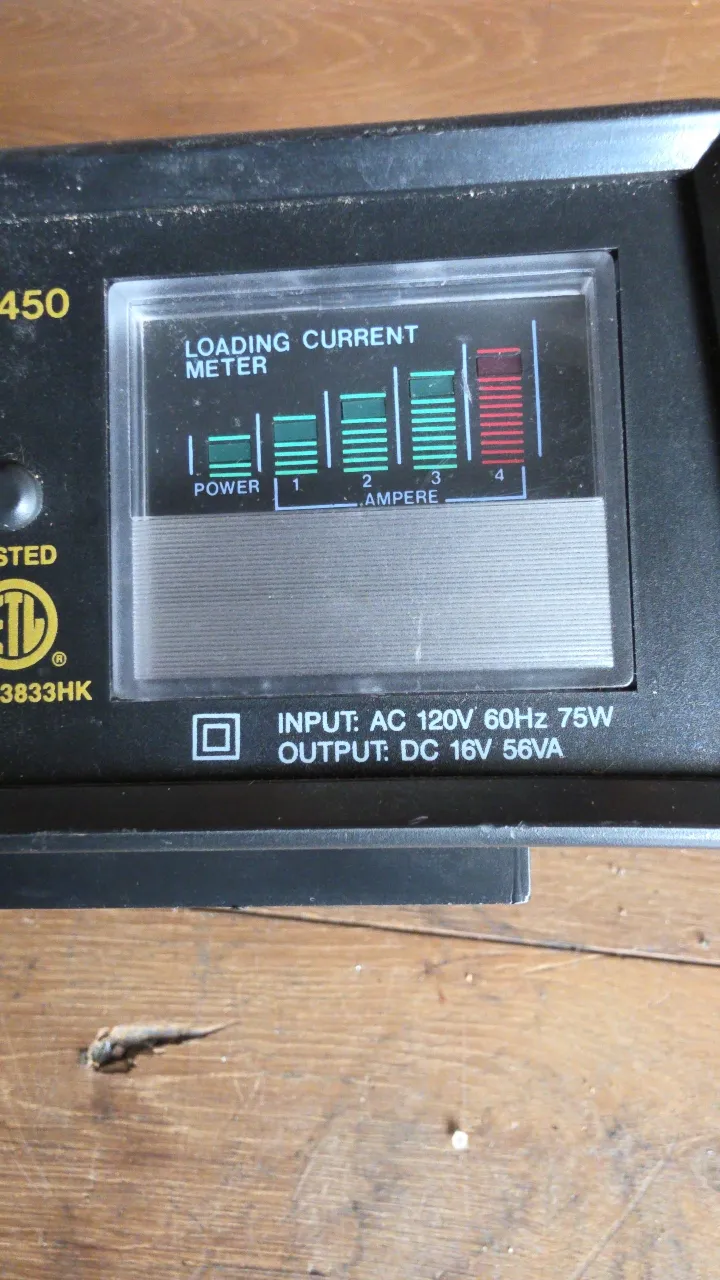 450
LOADING CURRENT
METER
POWER 1 2 3 4
AMPERE
STED
ETL
®
3833HK
INPUT: AC 120V 60Hz 75W
OUTPUT: DC 16V 56VA